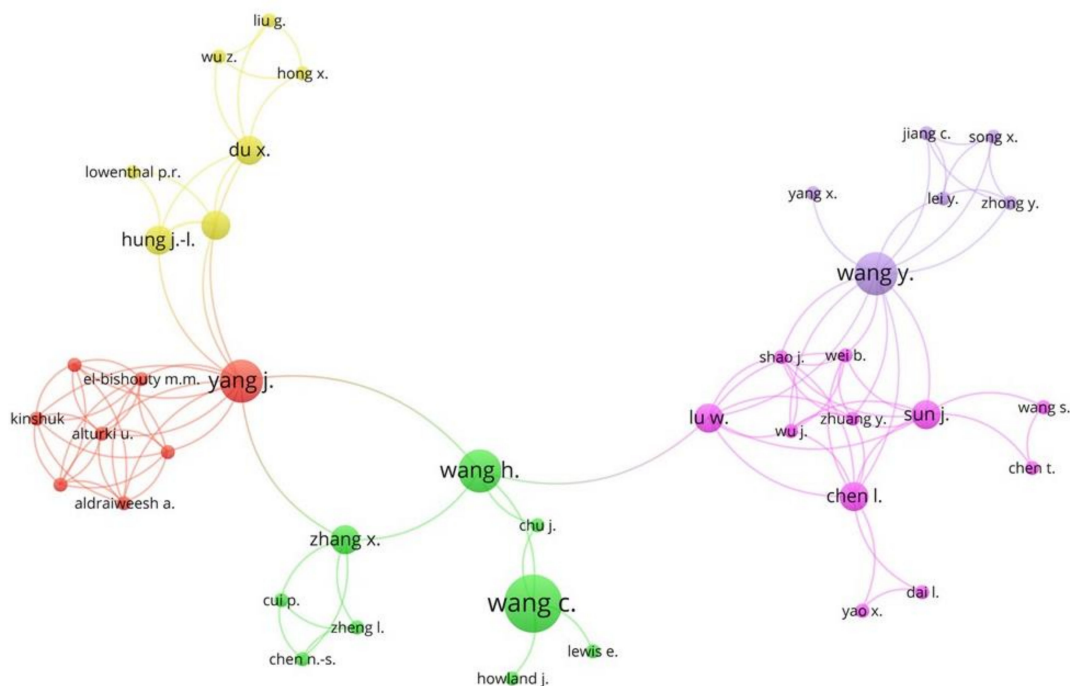 liu g.
wu z.
hong x.
du x.
lowenthal p.r.
hung j.-l.
jiang c.
song x.
yang x.
lei y.
zhong y.
wang y.
shao j.
wei b.
el-bishouty m.m.
yang j.
kinshuk
alturki u.
aldraiweesh a.
lu w.
wu j.
zhuang y.
sun j.
wang s.
chen t.
wang h.
chen l.
chu j.
zhang x.
cui p.
zheng l.
chen n.-s.
wang c.
lewis e.
howland j.
dai l.
yao x.